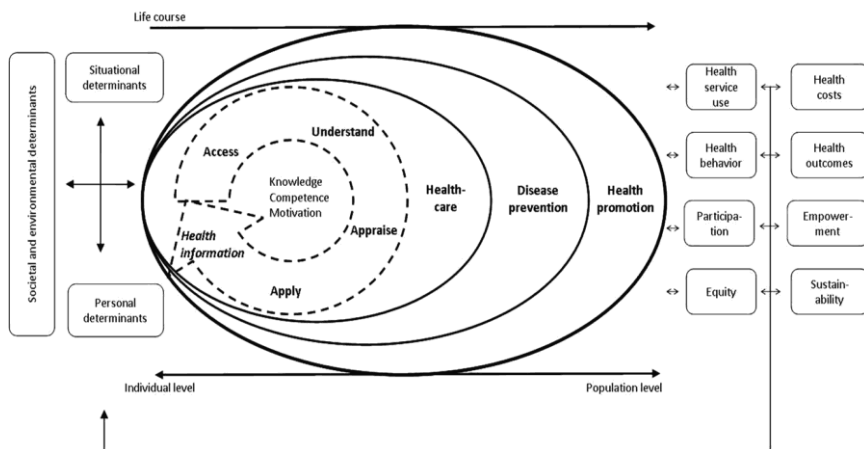 Life course
Societal and environmental determinants
Situational
determinants
Personal
determinants
Access
Understand
Knowledge
Competence
Motivation
Health
information
Appraise
Apply
Health-
care
Disease
prevention
Health
promotion
Health
service
use
Health
costs
Health
behavior
Health
outcomes
Participa-
tion
Empower-
ment
Equity
Sustain-
ability
Individual level
Population level